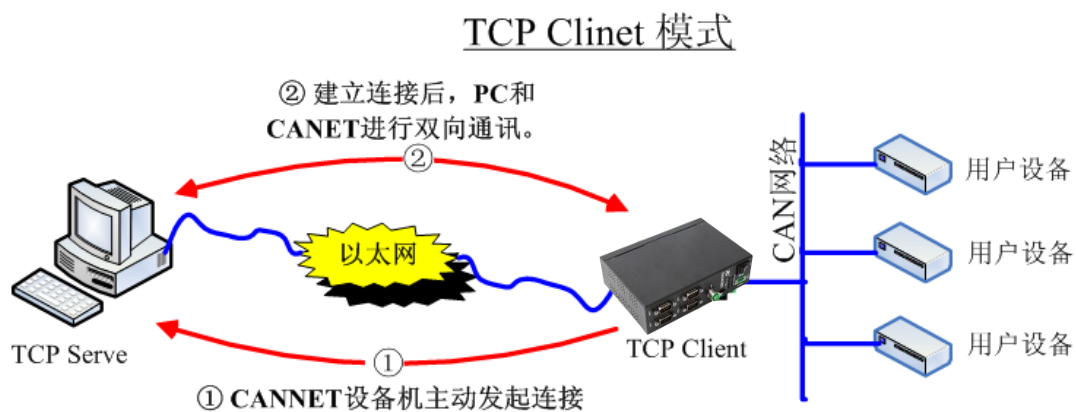 TCP Clinet 模式
② 建立连接后，PC和
CANET进行双向通讯。
②
CAN网络
用户设备
以太网
用户设备
用户设备
TCP Serve
TCP Client
①
① CANNET设备机主动发起连接